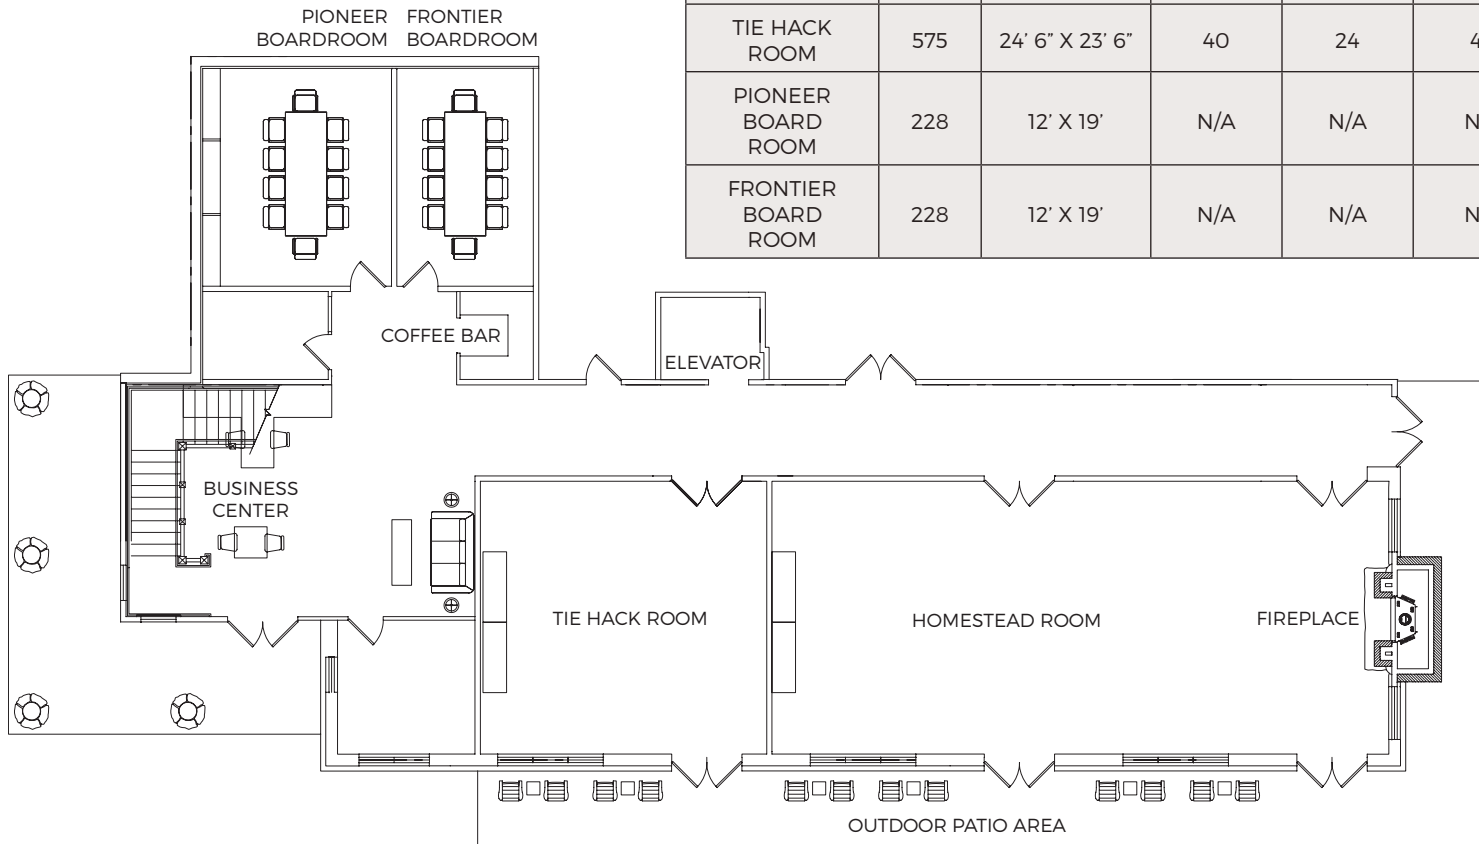 PIONEER
BOARDROOM
FRONTIER
BOARDROOM
TIE HACK
ROOM
575
24’ 6” X 23’ 6”
40
24
PIONEER
BOARD
ROOM
228
12’ X 19’
N/A
N/A
FRONTIER
BOARD
ROOM
228
12’ X 19’
N/A
N/A
COFFEE BAR
ELEVATOR
BUSINESS
CENTER
TIE HACK ROOM
HOMESTEAD ROOM
FIREPLACE
OUTDOOR PATIO AREA